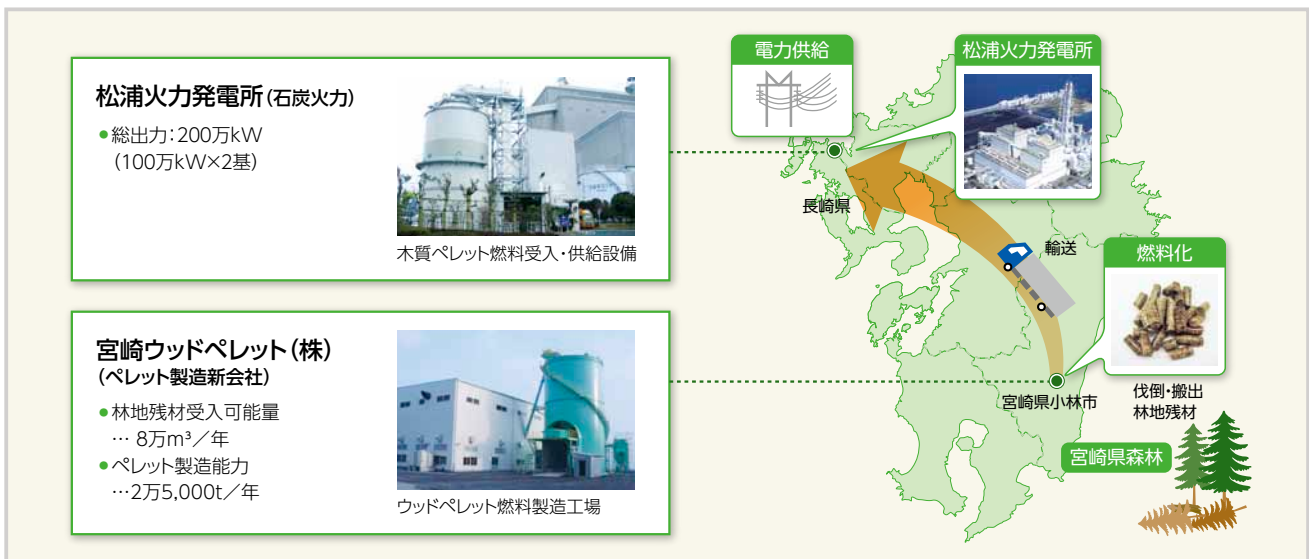 松浦火力発電所(石炭火力)
●総出力:200万kW
(100万kW×2基)
木質ペレット燃料受入・供給設備
宮崎ウッドペレット(株)
(ペレット製造新会社)
●林地残材受入可能量
… 8万m³/年
●ペレット製造能力
…2万5,000t/年
ウッドペレット燃料製造工場
電力供給
松浦火力発電所
長崎県
輸送
燃料化
宮崎県小林市
伐倒・搬出
林地残材
宮崎県森林